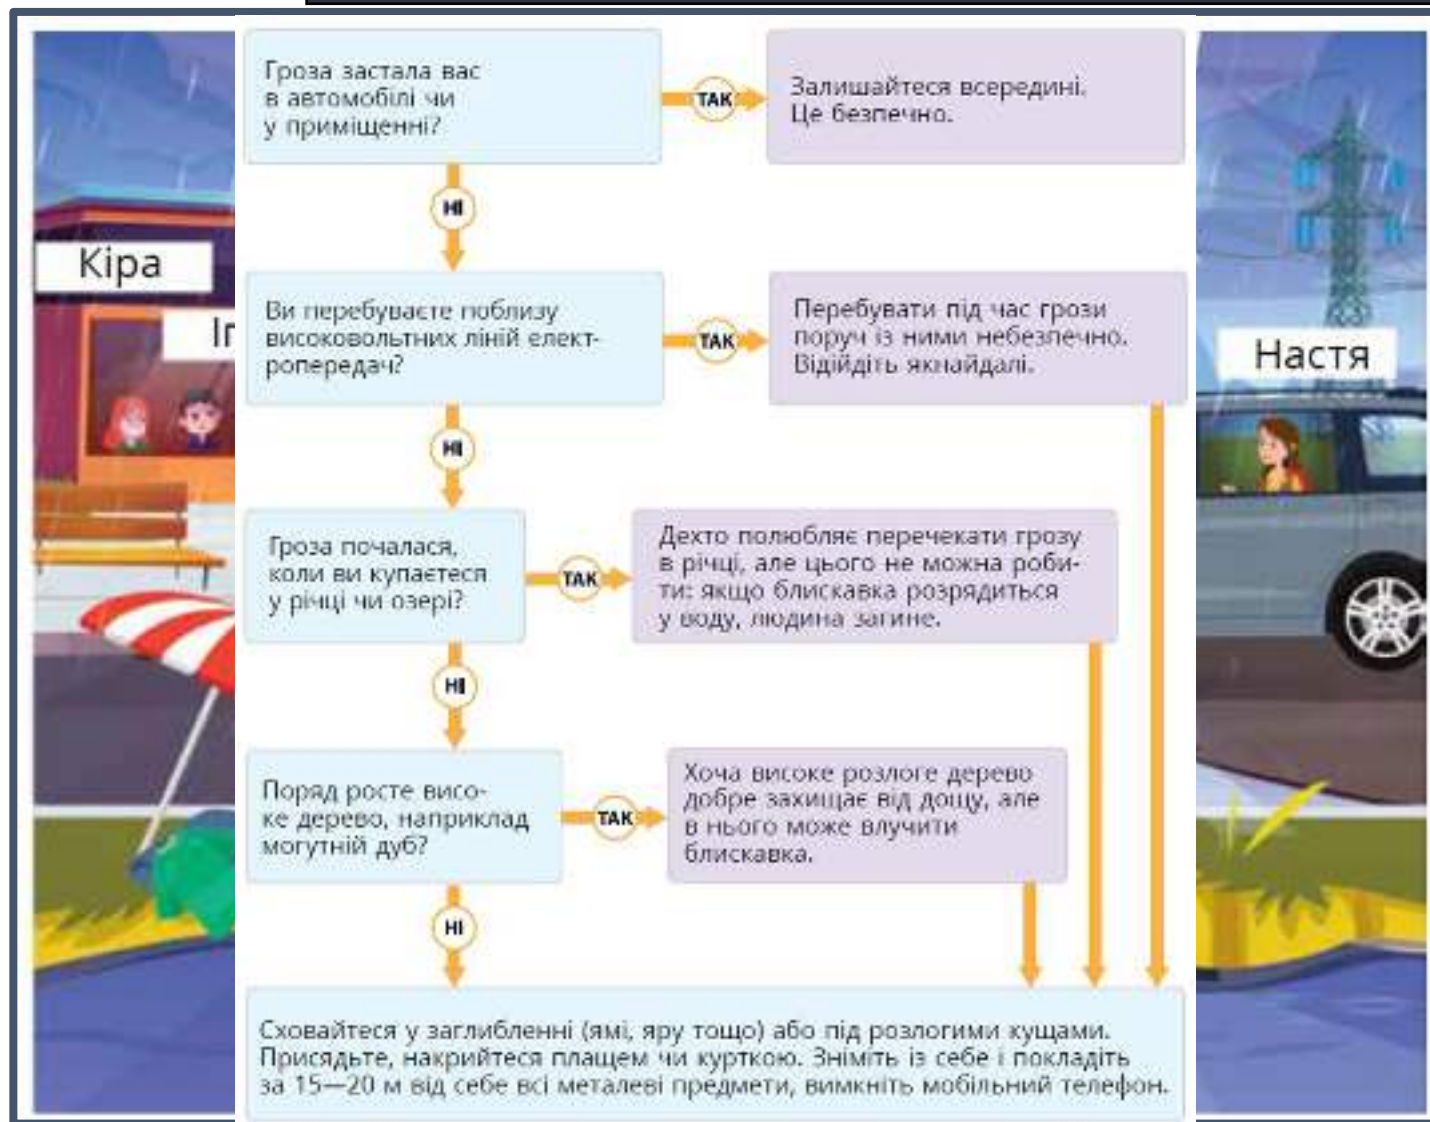 Гроза застала вас
в автомобілі чи
у приміщенні?
ТАК
Залишайтеся всередині.
Це безпечно.
НІ
Кіра
Настя
Ви перебуваєте поблизу
високовольтних ліній елект-
ропередач?
ТАК
Перебувати під час грози
поруч із ними небезпечно.
Відійдіть якнайдалі.
НІ
Гроза почалася,
коли ви купаєтеся
у річці чи озері?
ТАК
Дехто полюбляє перечекати грозу
в річці, але цього не можна роби-
ти: якщо блискавка розрядиться
у воду, людина загине.
НІ
Поряд росте висо-
ке дерево, наприклад
могутній дуб?
ТАК
Хоча високе розлоге дерево
добре захищає від дощу, але
в нього може влучити
блискавка.
НІ
Сховайтеся у заглибленні (ямі, яру тощо) або під розлогими кущами.
Присядьте, накрийтеся плащем чи курткою. Зніміть із себе і покладіть
за 15—20 м від себе всі металеві предмети, вимкніть мобільний телефон.